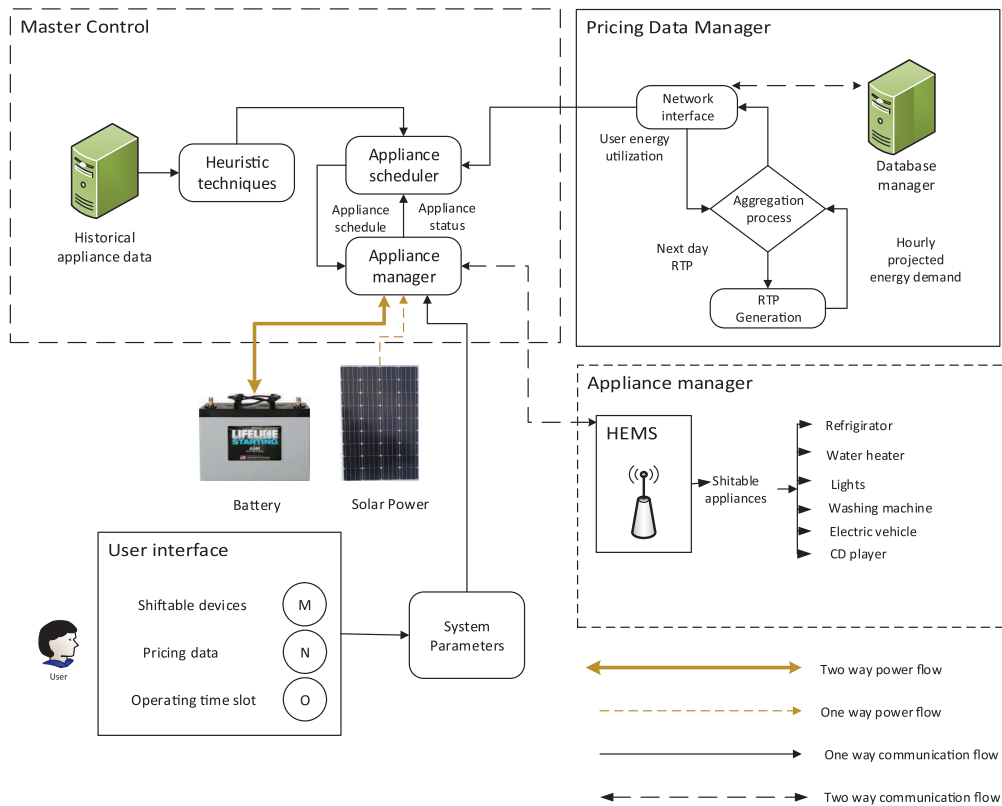 Master Control
Historical
appliance data
Heuristic
techniques
Appliance
scheduler
Appliance
schedule
Appliance
status
Appliance
manager
Pricing Data Manager
Network
interface
User energy
utilization
Database
manager
Aggregation
process
Next day
RTP
Hourly
projected
energy demand
RTP
Generation
LIFELINE
STARTING
AGM
Battery
Solar Power
Appliance manager
HEMS
Shitable
appliances
Refrigirator
Water heater
Lights
Washing machine
Electric vehicle
CD player
User interface
Shiftable devices
M
Pricing data
N
Operating time slot
O
User
System
Parameters
Two way power flow
One way power flow
One way communication flow
Two way communication flow